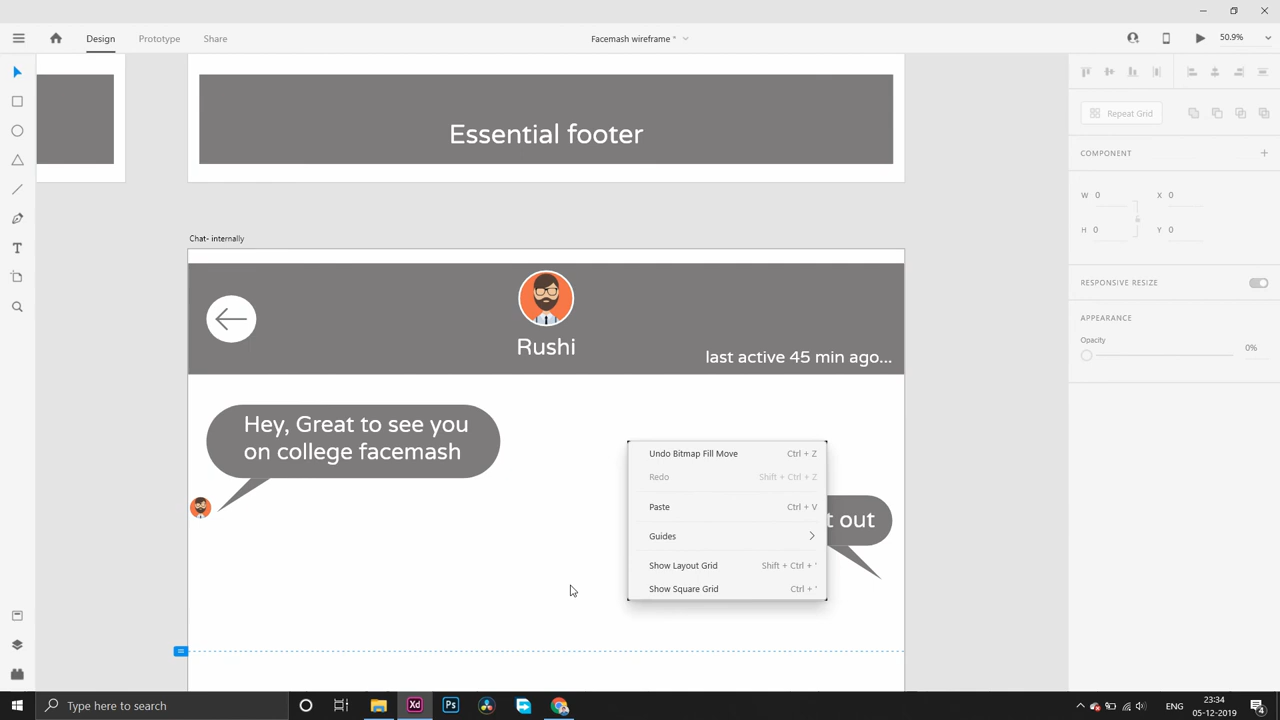 Design
Prototype
Share
Facemash wireframe *
50.9%
Essential footer
Repeat Grid
COMPONENT
W 0
X 0
H 0
Y 0
Chat- internally
RESPONSIVE RESIZE
APPEARANCE
Opacity
0%
Rushi
last active 45 min ago...
Hey, Great to see you
on college facemash
Undo Bitmap Fill Move Ctrl + Z
Redo Shift + Ctrl + Z
Paste Ctrl + V
t out
Guides
Show Layout Grid Shift + Ctrl + '
Show Square Grid Ctrl + '
Type here to search
Xd
Ps
ENG
23:34
05-12-2019
4